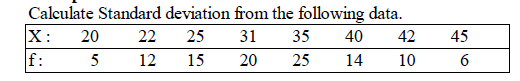 Calculate Standard deviation from the following data.
X : 20 22 25 31 35 40 42 45
f : 5 12 15 20 25 14 10 6